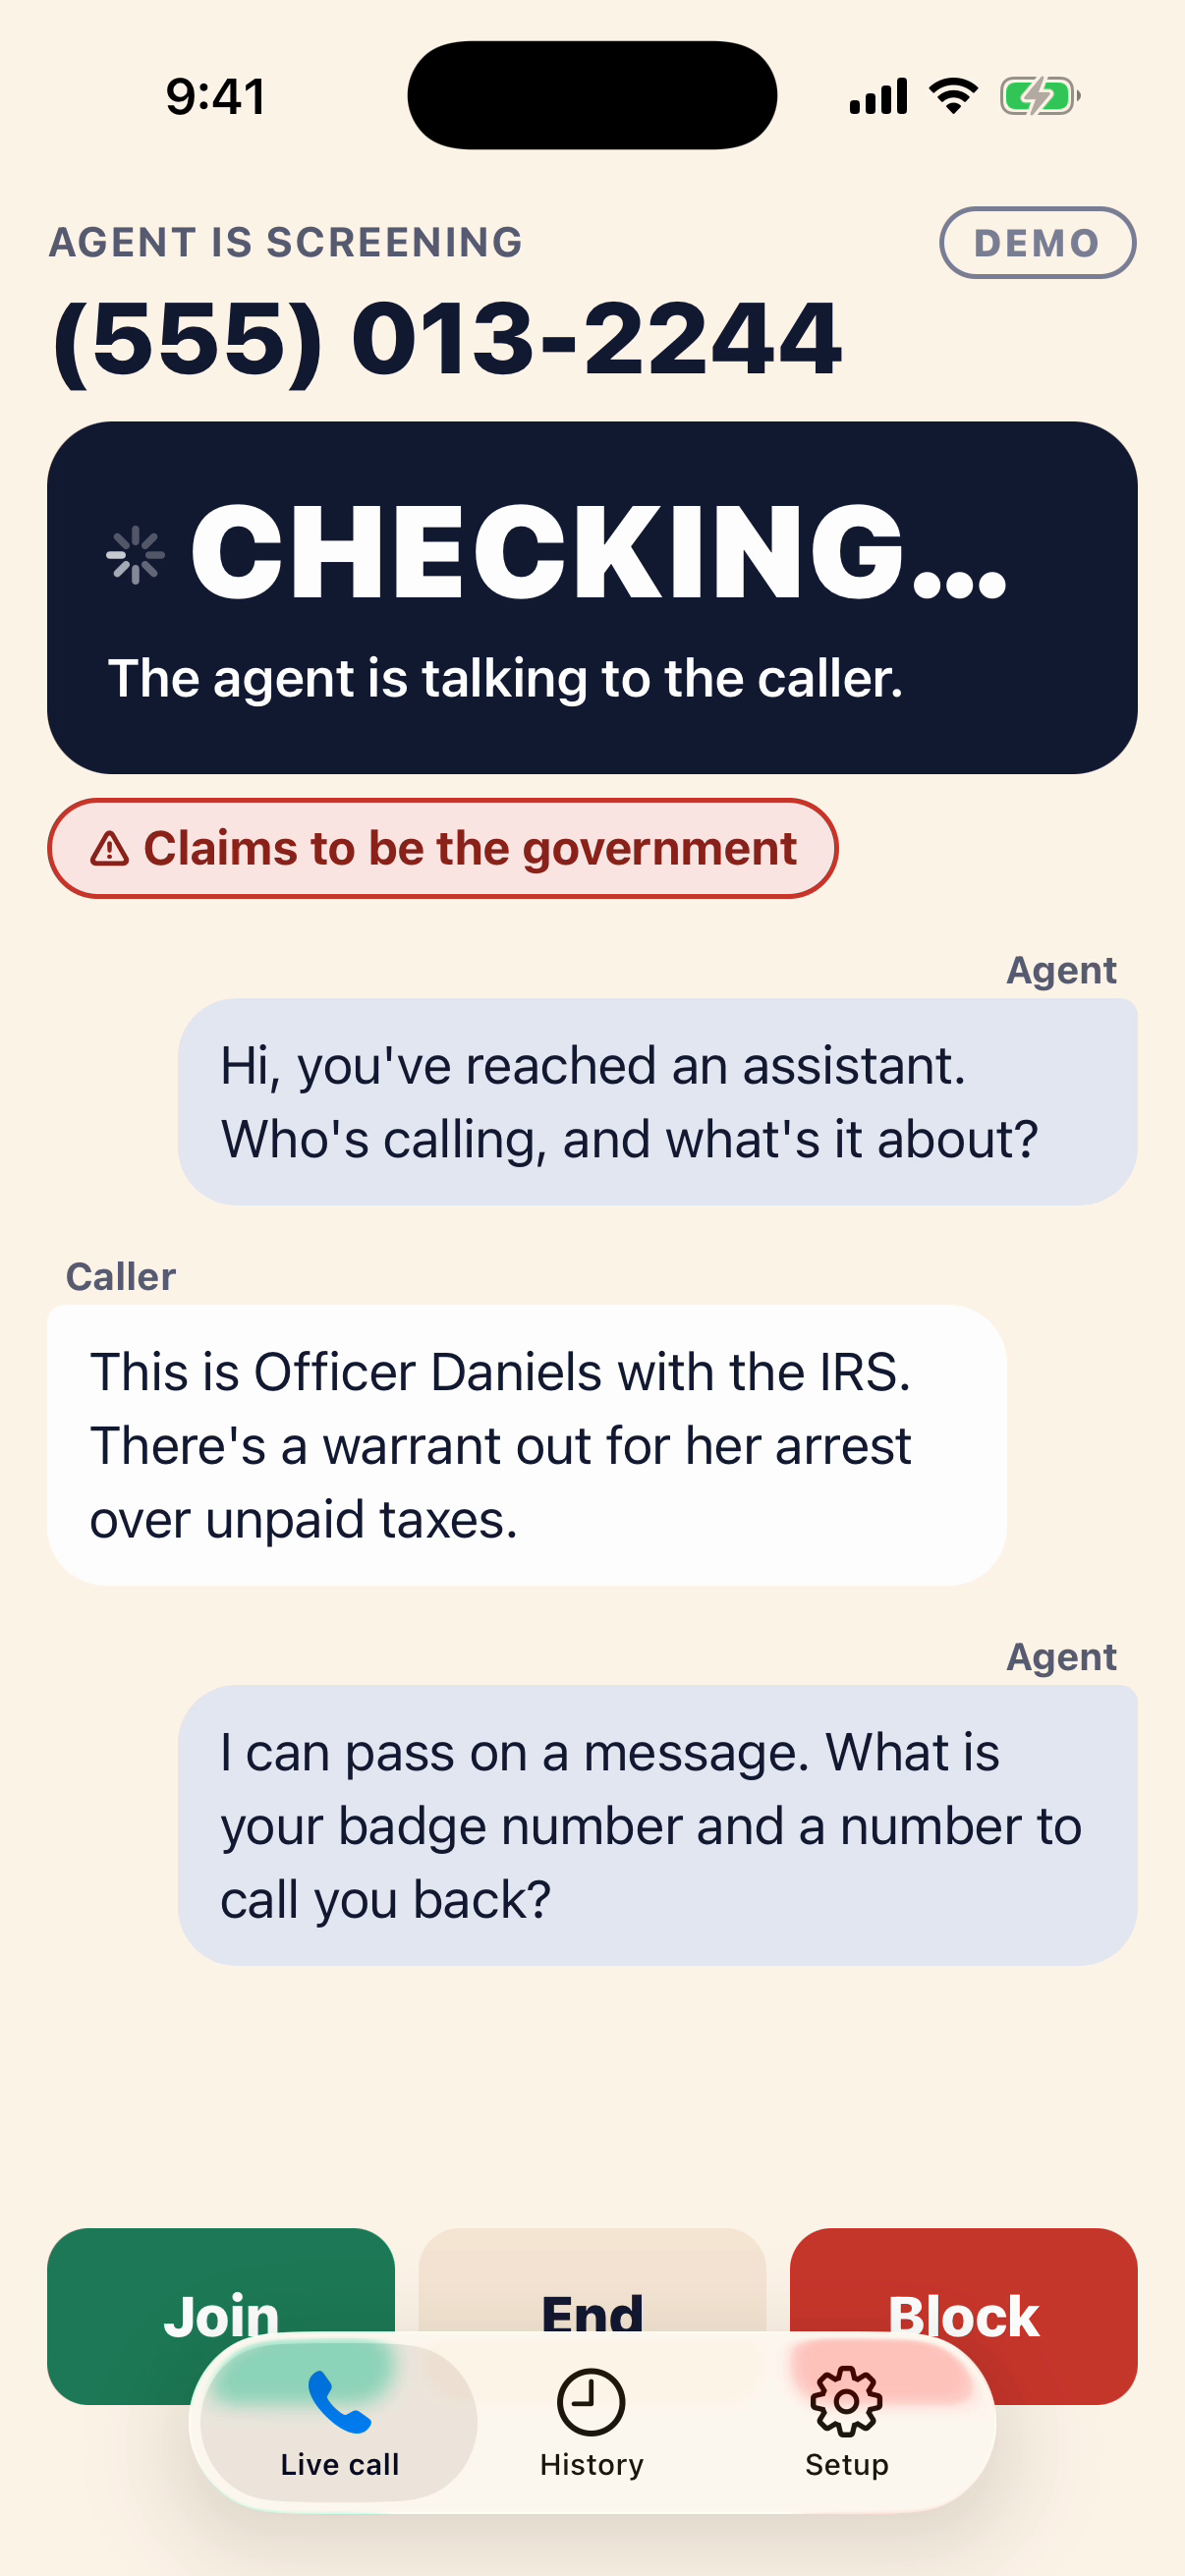 9:41
AGENT IS SCREENING
DEMO
(555) 013-2244
CHECKING...
The agent is talking to the caller.
Claims to be the government
Agent
Hi, you've reached an assistant.
Who's calling, and what's it about?
Caller
This is Officer Daniels with the IRS.
There's a warrant out for her arrest
over unpaid taxes.
Agent
I can pass on a message. What is
your badge number and a number to
call you back?
Join
End
Block
Live call
History
Setup